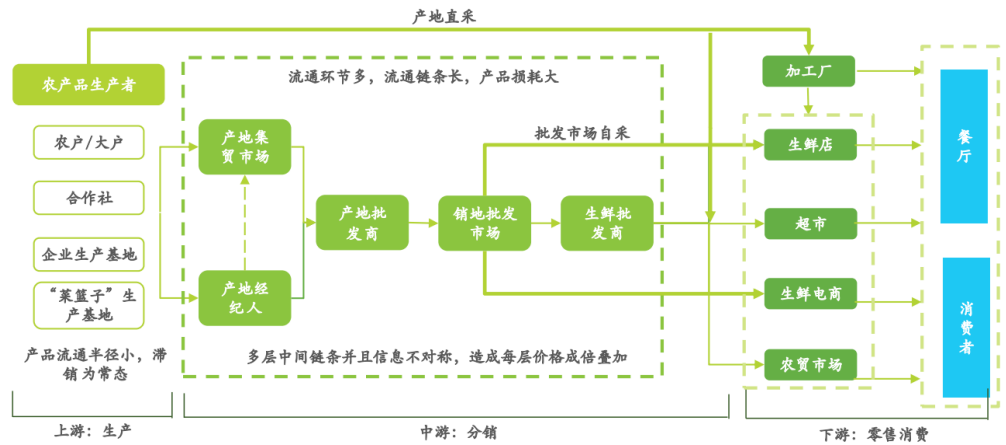 产地直采
农产品生产者
农户/大户
合作社
企业生产基地
“菜篮子”生
产基地
产品流通半径小，滞
销为常态
流通环节多，流通链条长，产品损耗大
产地集
贸市场
产地经
纪人
产地批
发商
销地批发
市场
生鲜批
发商
批发市场自采
多层中间链条并且信息不对称，造成每层价格成倍叠加
加工厂
生鲜店
超市
生鲜电商
农贸市场
餐厅
消费者
上游：生产
中游：分销
下游：零售消费